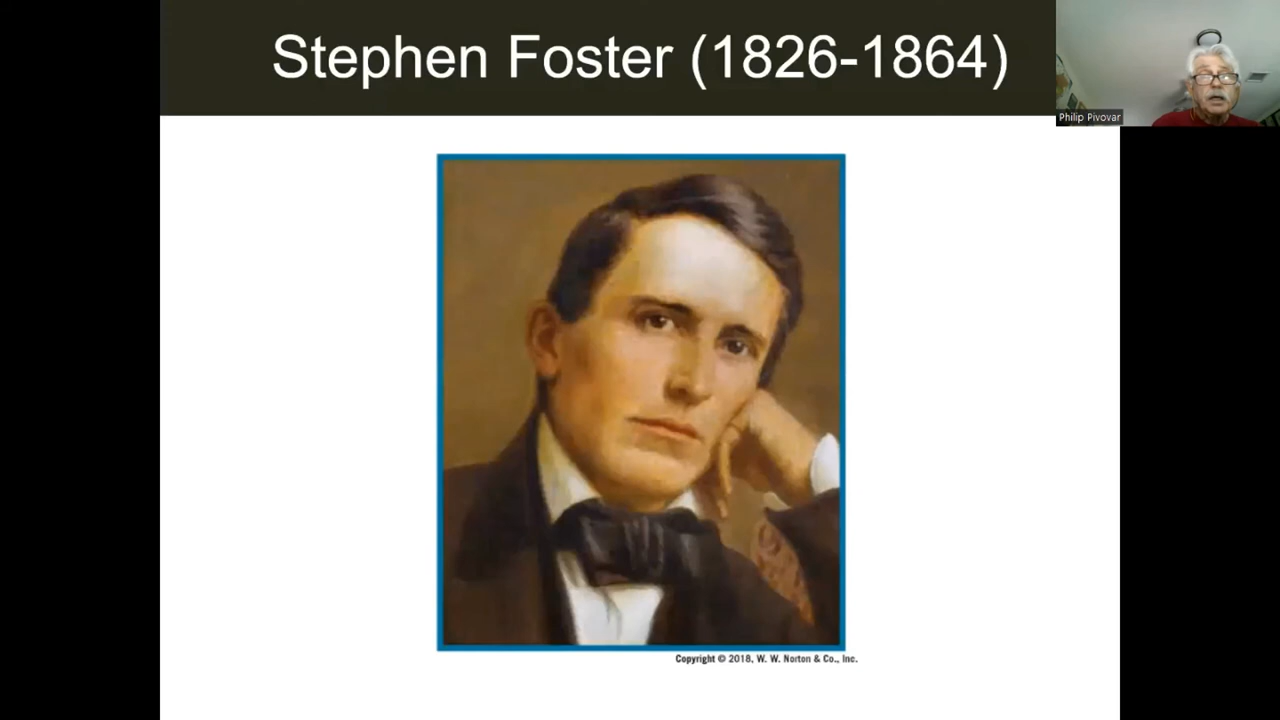 Stephen Foster (1826-1864)
Philip Pivovar
Copyright © 2018, W. W. Norton & Co., Inc.